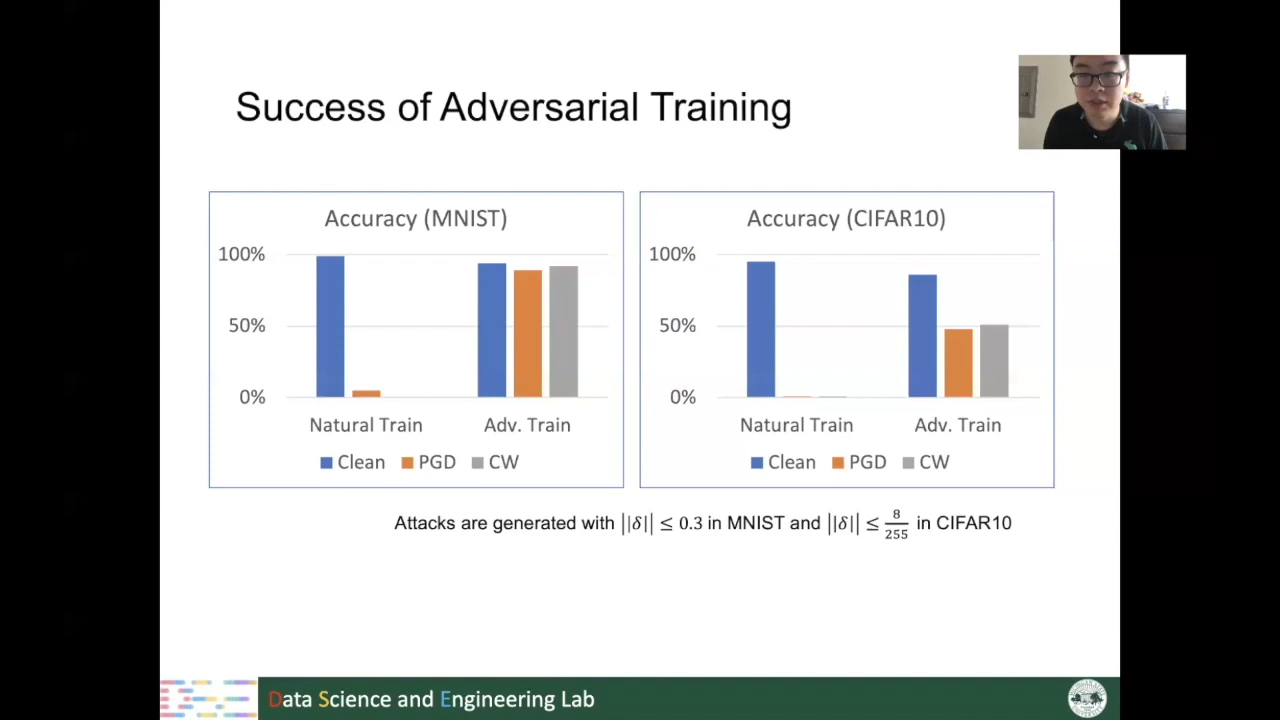 Success of Adversarial Training
Accuracy (MNIST)
100%
50%
0%
Natural Train
Adv. Train
Clean
PGD
CW
Accuracy (CIFAR10)
100%
50%
0%
Natural Train
Adv. Train
Clean
PGD
CW
Attacks are generated with ||δ|| ≤ 0.3 in MNIST and ||δ|| ≤ 8/255 in CIFAR10
Data Science and Engineering Lab